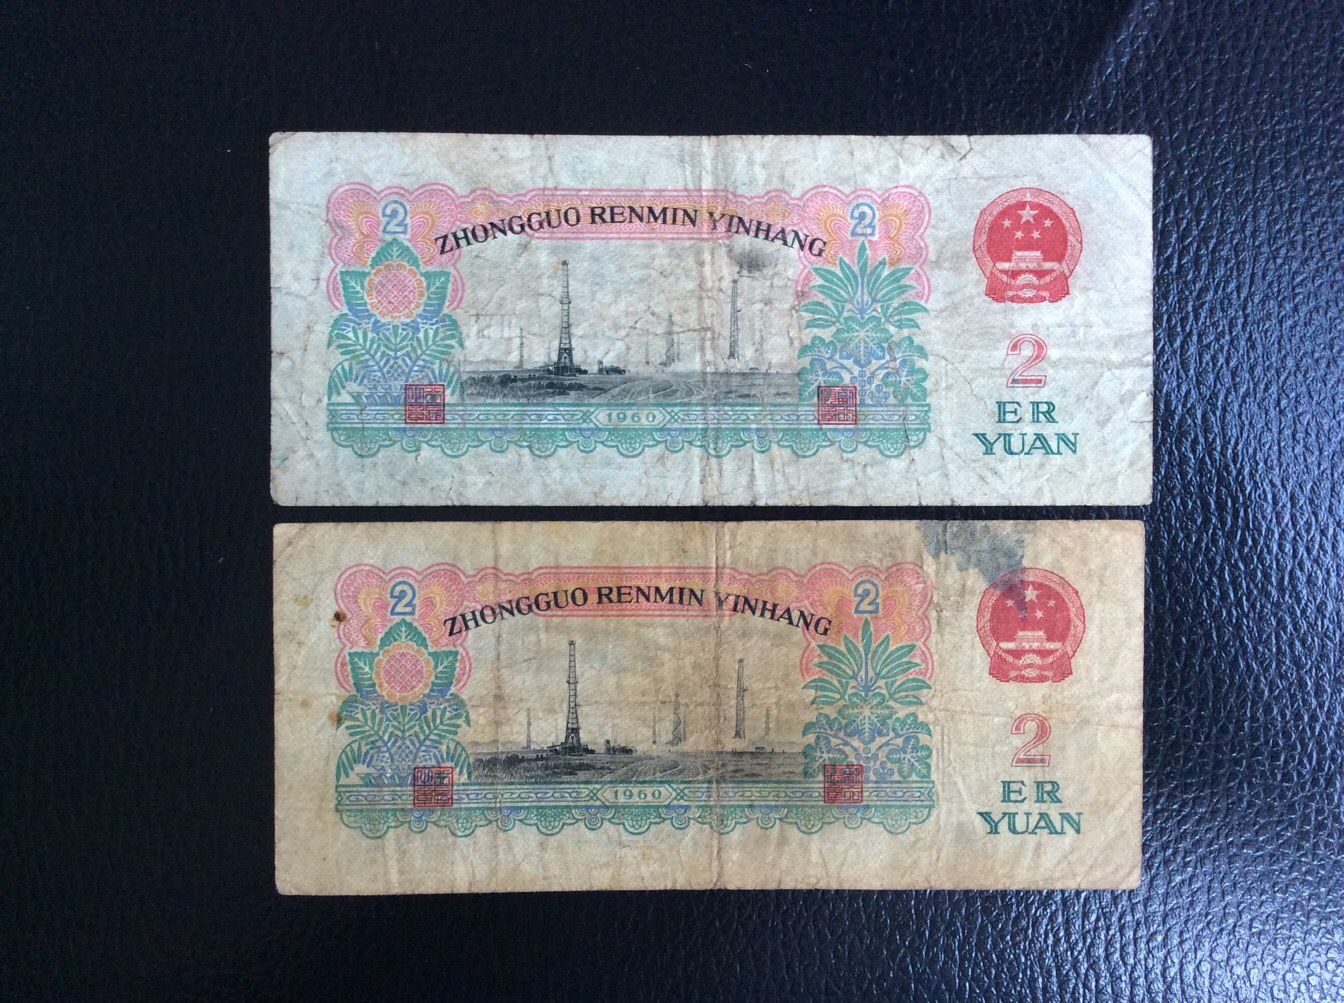 2 ZHONGGUO RENMIN YINHANG 2
2
ER
YUAN
1960
2 ZHONGGUO RENMIN YINHANG 2
2
ER
YUAN
1960